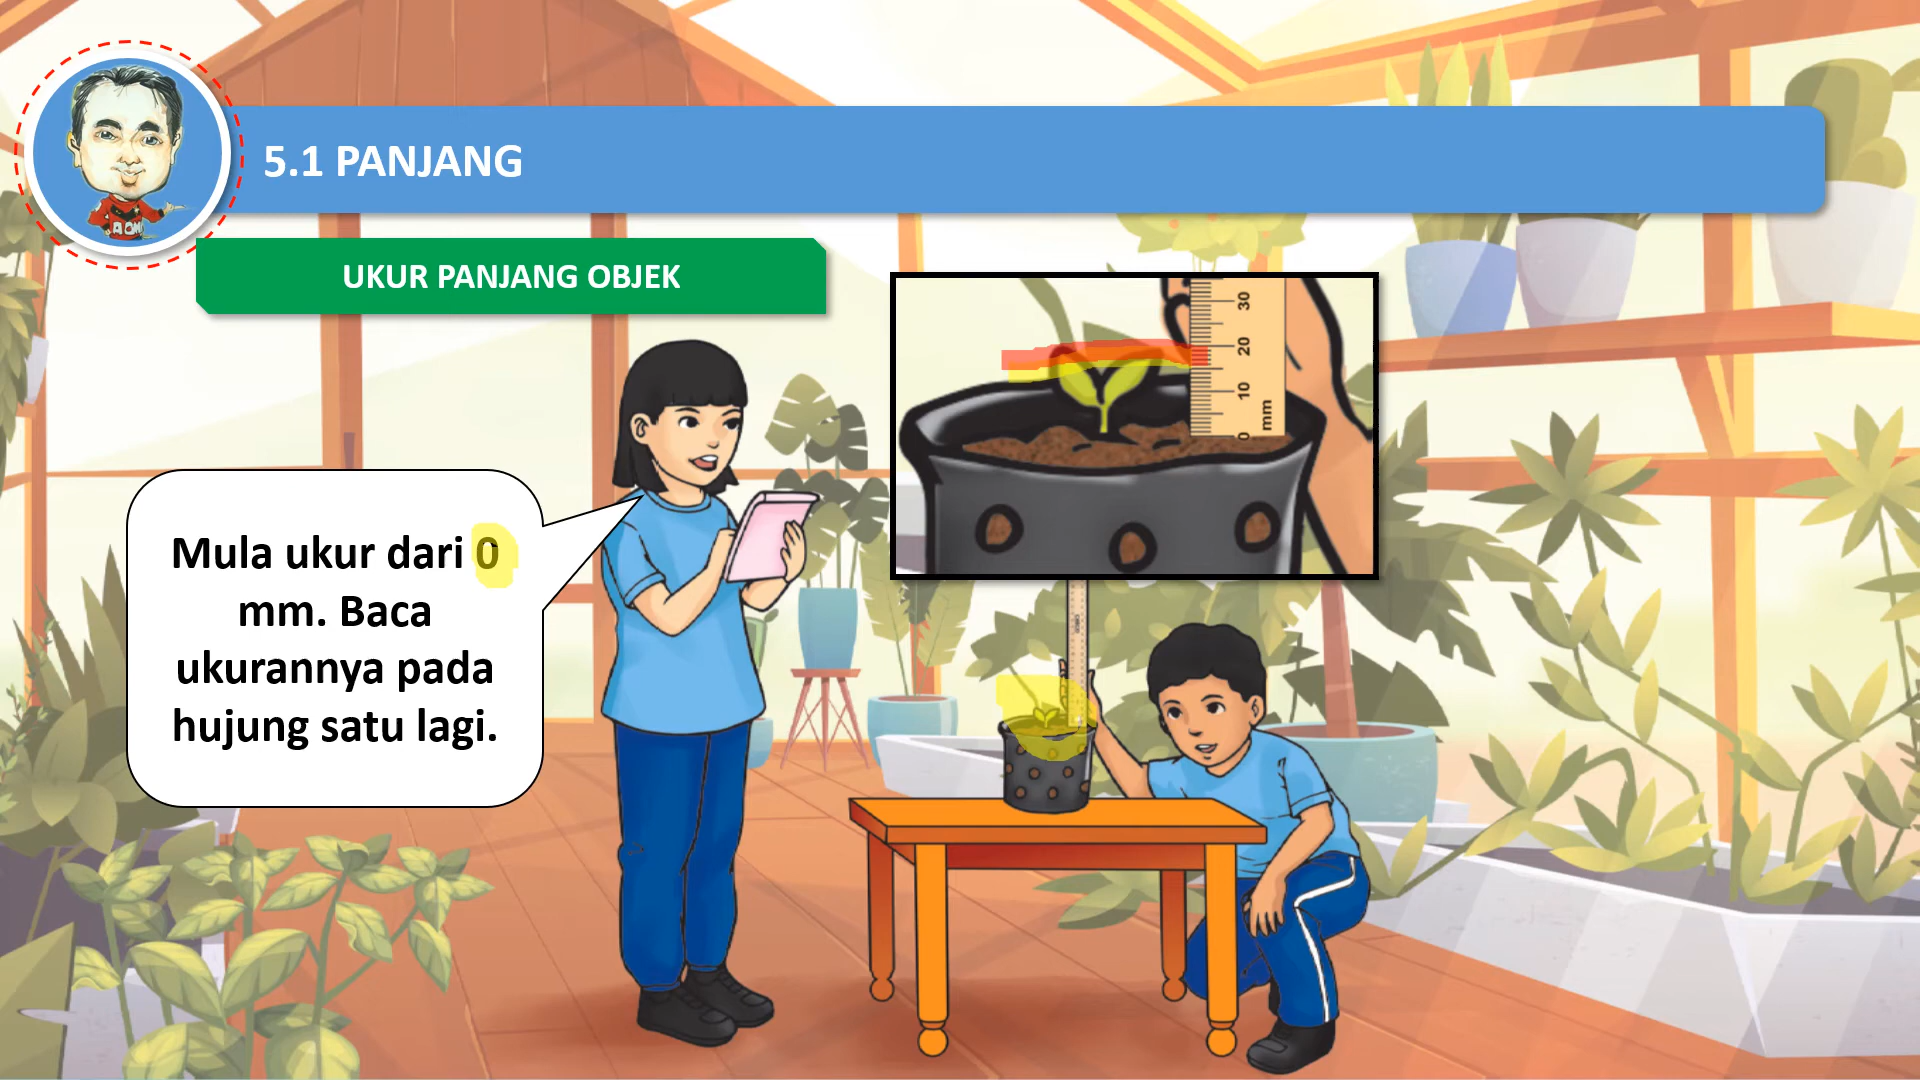 5.1 PANJANG
UKUR PANJANG OBJEK
30
20
10
0
mm
Mula ukur dari 0
mm. Baca
ukurannya pada
hujung satu lagi.